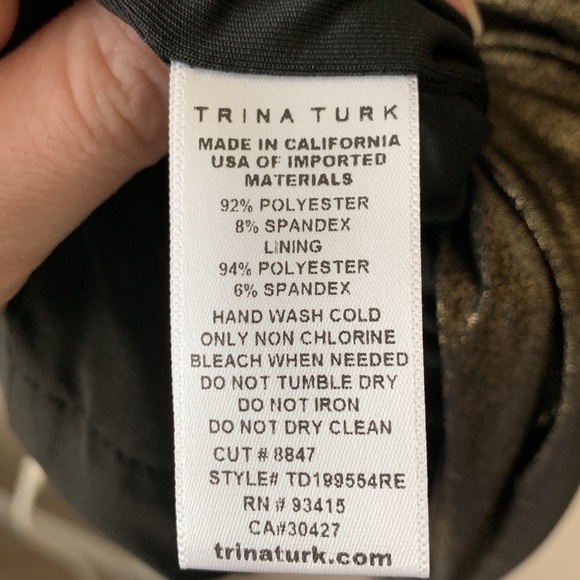 TRINA TURK
MADE IN CALIFORNIA
USA OF IMPORTED
MATERIALS
92% POLYESTER
8% SPANDEX
LINING
94% POLYESTER
6% SPANDEX
HAND WASH COLD
ONLY NON CHLORINE
BLEACH WHEN NEEDED
DO NOT TUMBLE DRY
DO NOT IRON
DO NOT DRY CLEAN
CUT # 8847
STYLE# TD199554RE
RN # 93415
CA#30427
trinaturk.com